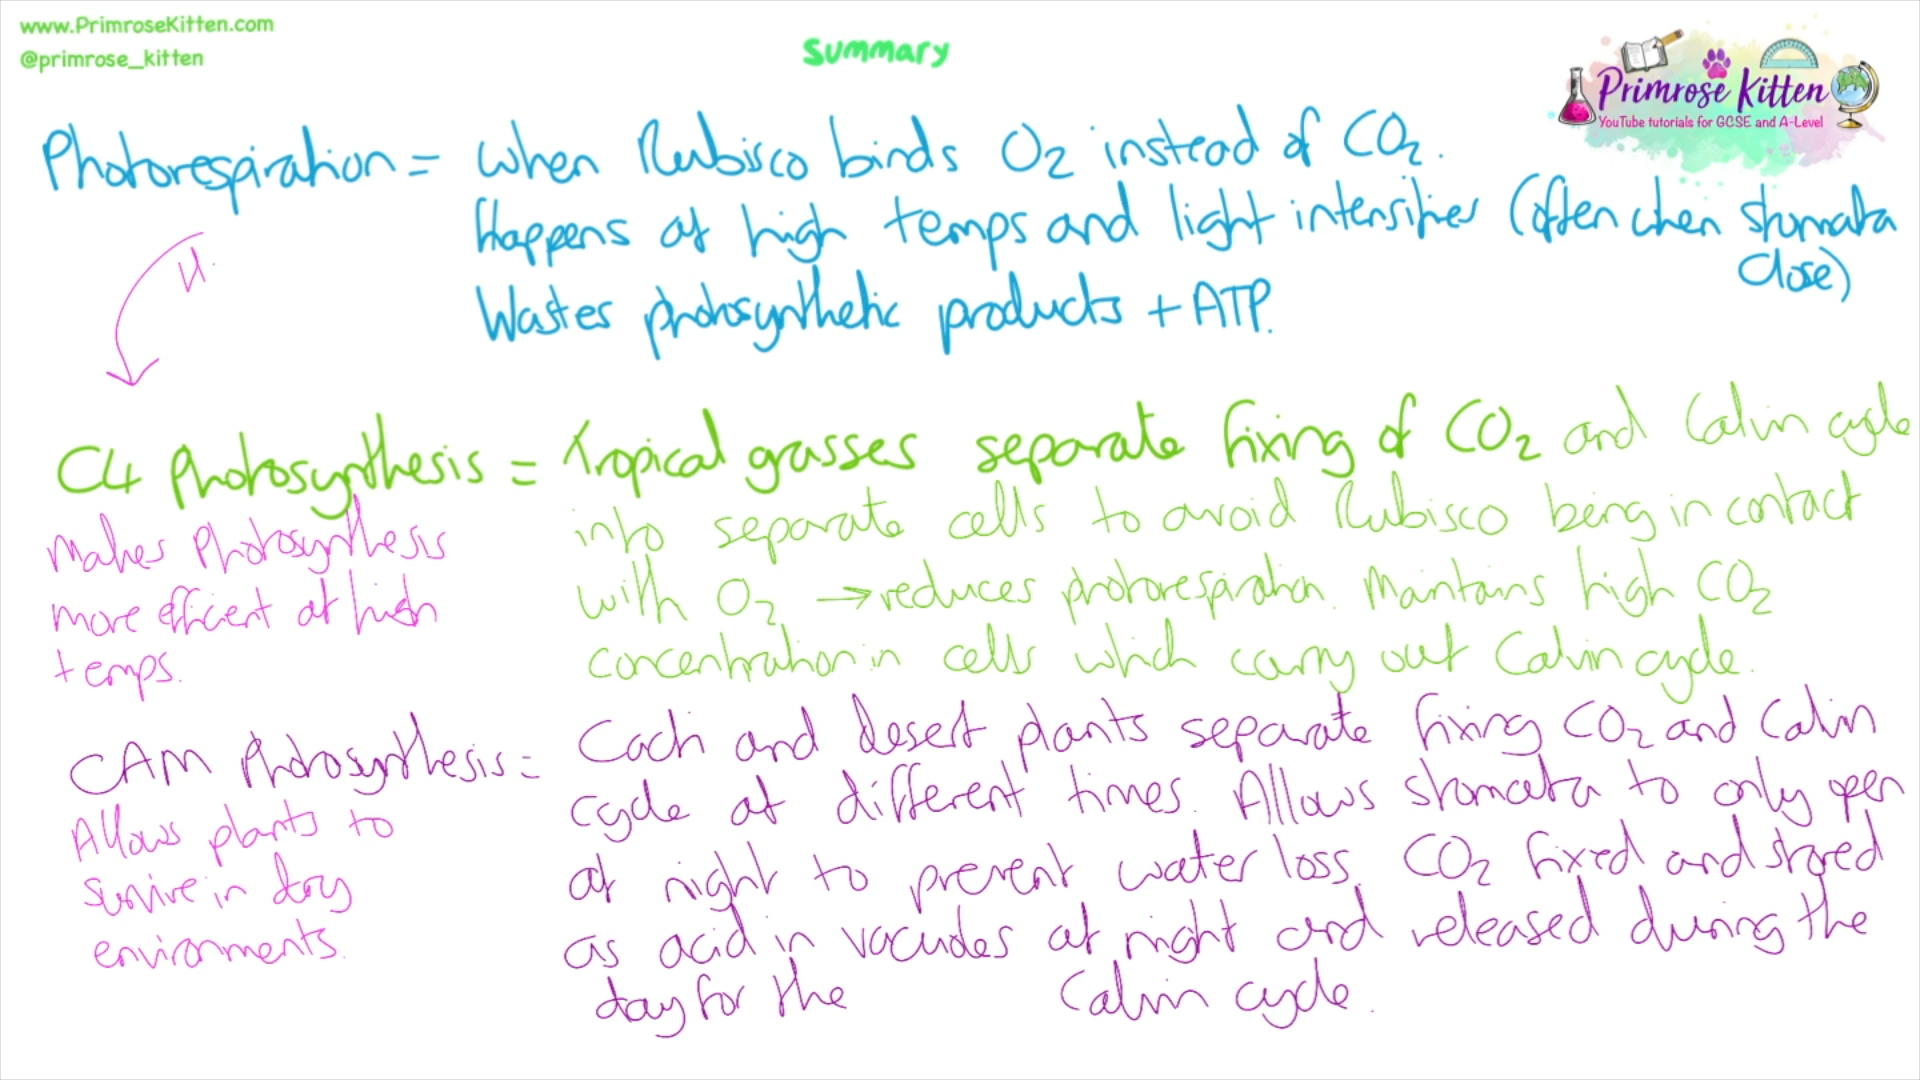 www.PrimroseKitten.com
@primrose_kitten
Summary
Primrose Kitten
YouTube tutorials for GCSE and A-Level
Photorespiration = when Rubisco binds O2 instead of CO2.
Happens at high temps and light intensities (often when stomata
close)
Wastes photosynthetic products + ATP.
C4 Photosynthesis = Tropical grasses separate fixing of CO2 and Calvin cycle
into separate cells to avoid Rubisco being in contact
with O2 → reduces photorespiration. Maintains high CO2
concentration in cells which carry out Calvin cycle.
Makes Photosynthesis
more efficient at high
temps.
CAM Photosynthesis = Cacti and desert plants separate fixing CO2 and Calvin
cycle at different times. Allows stomata to only open
at night to prevent water loss. CO2 fixed and stored
as acid in vacuoles at night and released during the
day for the Calvin cycle.
Allows plants to
survive in dry
environments.